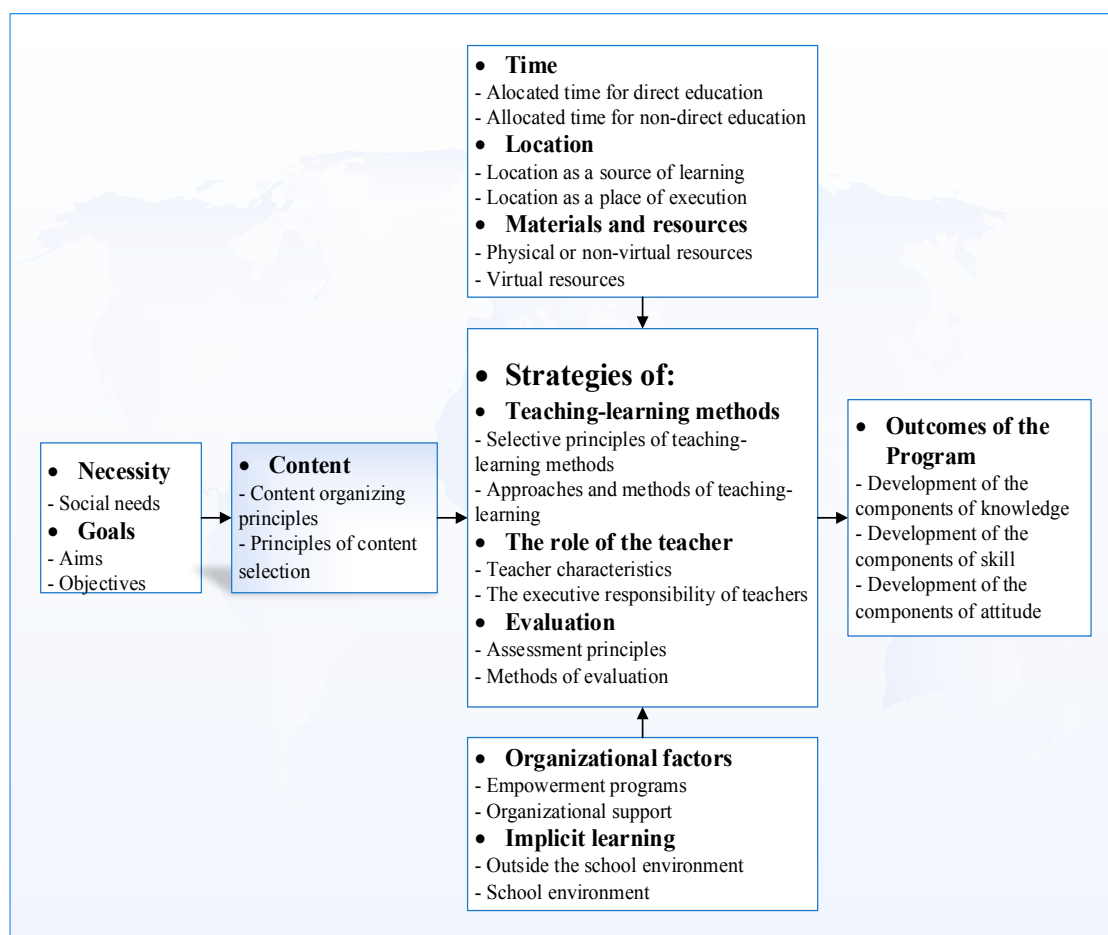 • Time
- Alocated time for direct education
- Allocated time for non-direct education
• Location
- Location as a source of learning
- Location as a place of execution
• Materials and resources
- Physical or non-virtual resources
- Virtual resources
• Necessity
- Social needs
• Goals
- Aims
- Objectives
• Content
- Content organizing
principles
- Principles of content
selection
• Strategies of:
• Teaching-learning methods
- Selective principles of teaching-
learning methods
- Approaches and methods of teaching-
learning
• The role of the teacher
- Teacher characteristics
- The executive responsibility of teachers
• Evaluation
- Assessment principles
- Methods of evaluation
• Outcomes of the
Program
- Development of the
components of knowledge
- Development of the
components of skill
- Development of the
components of attitude
• Organizational factors
- Empowerment programs
- Organizational support
• Implicit learning
- Outside the school environment
- School environment